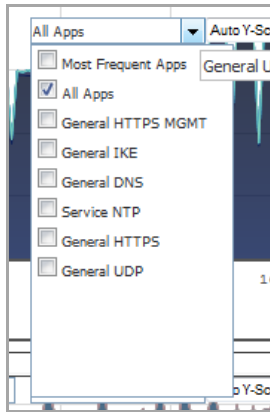 All Apps
Auto Y-Sc
Most Frequent Apps
General U
All Apps
General HTTPS MGMT
General IKE
General DNS
Service NTP
General HTTPS
General UDP
1
o Y-Sc